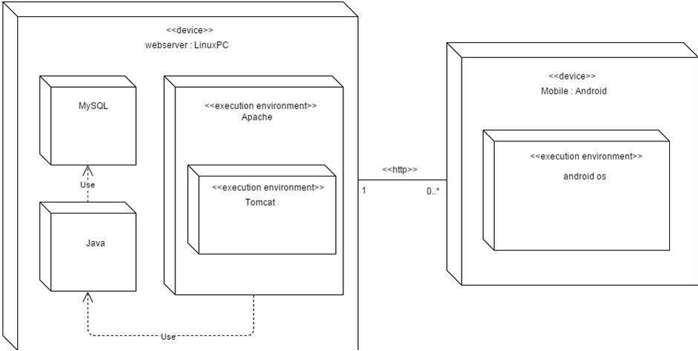 <<device>>
webserver : LinuxPC
MySQL
Use
Java
<<execution environment>>
Apache
<<execution environment>>
Tomcat
Use
<<http>>
1
0..*
<<device>>
Mobile : Android
<<execution environment>>
android os